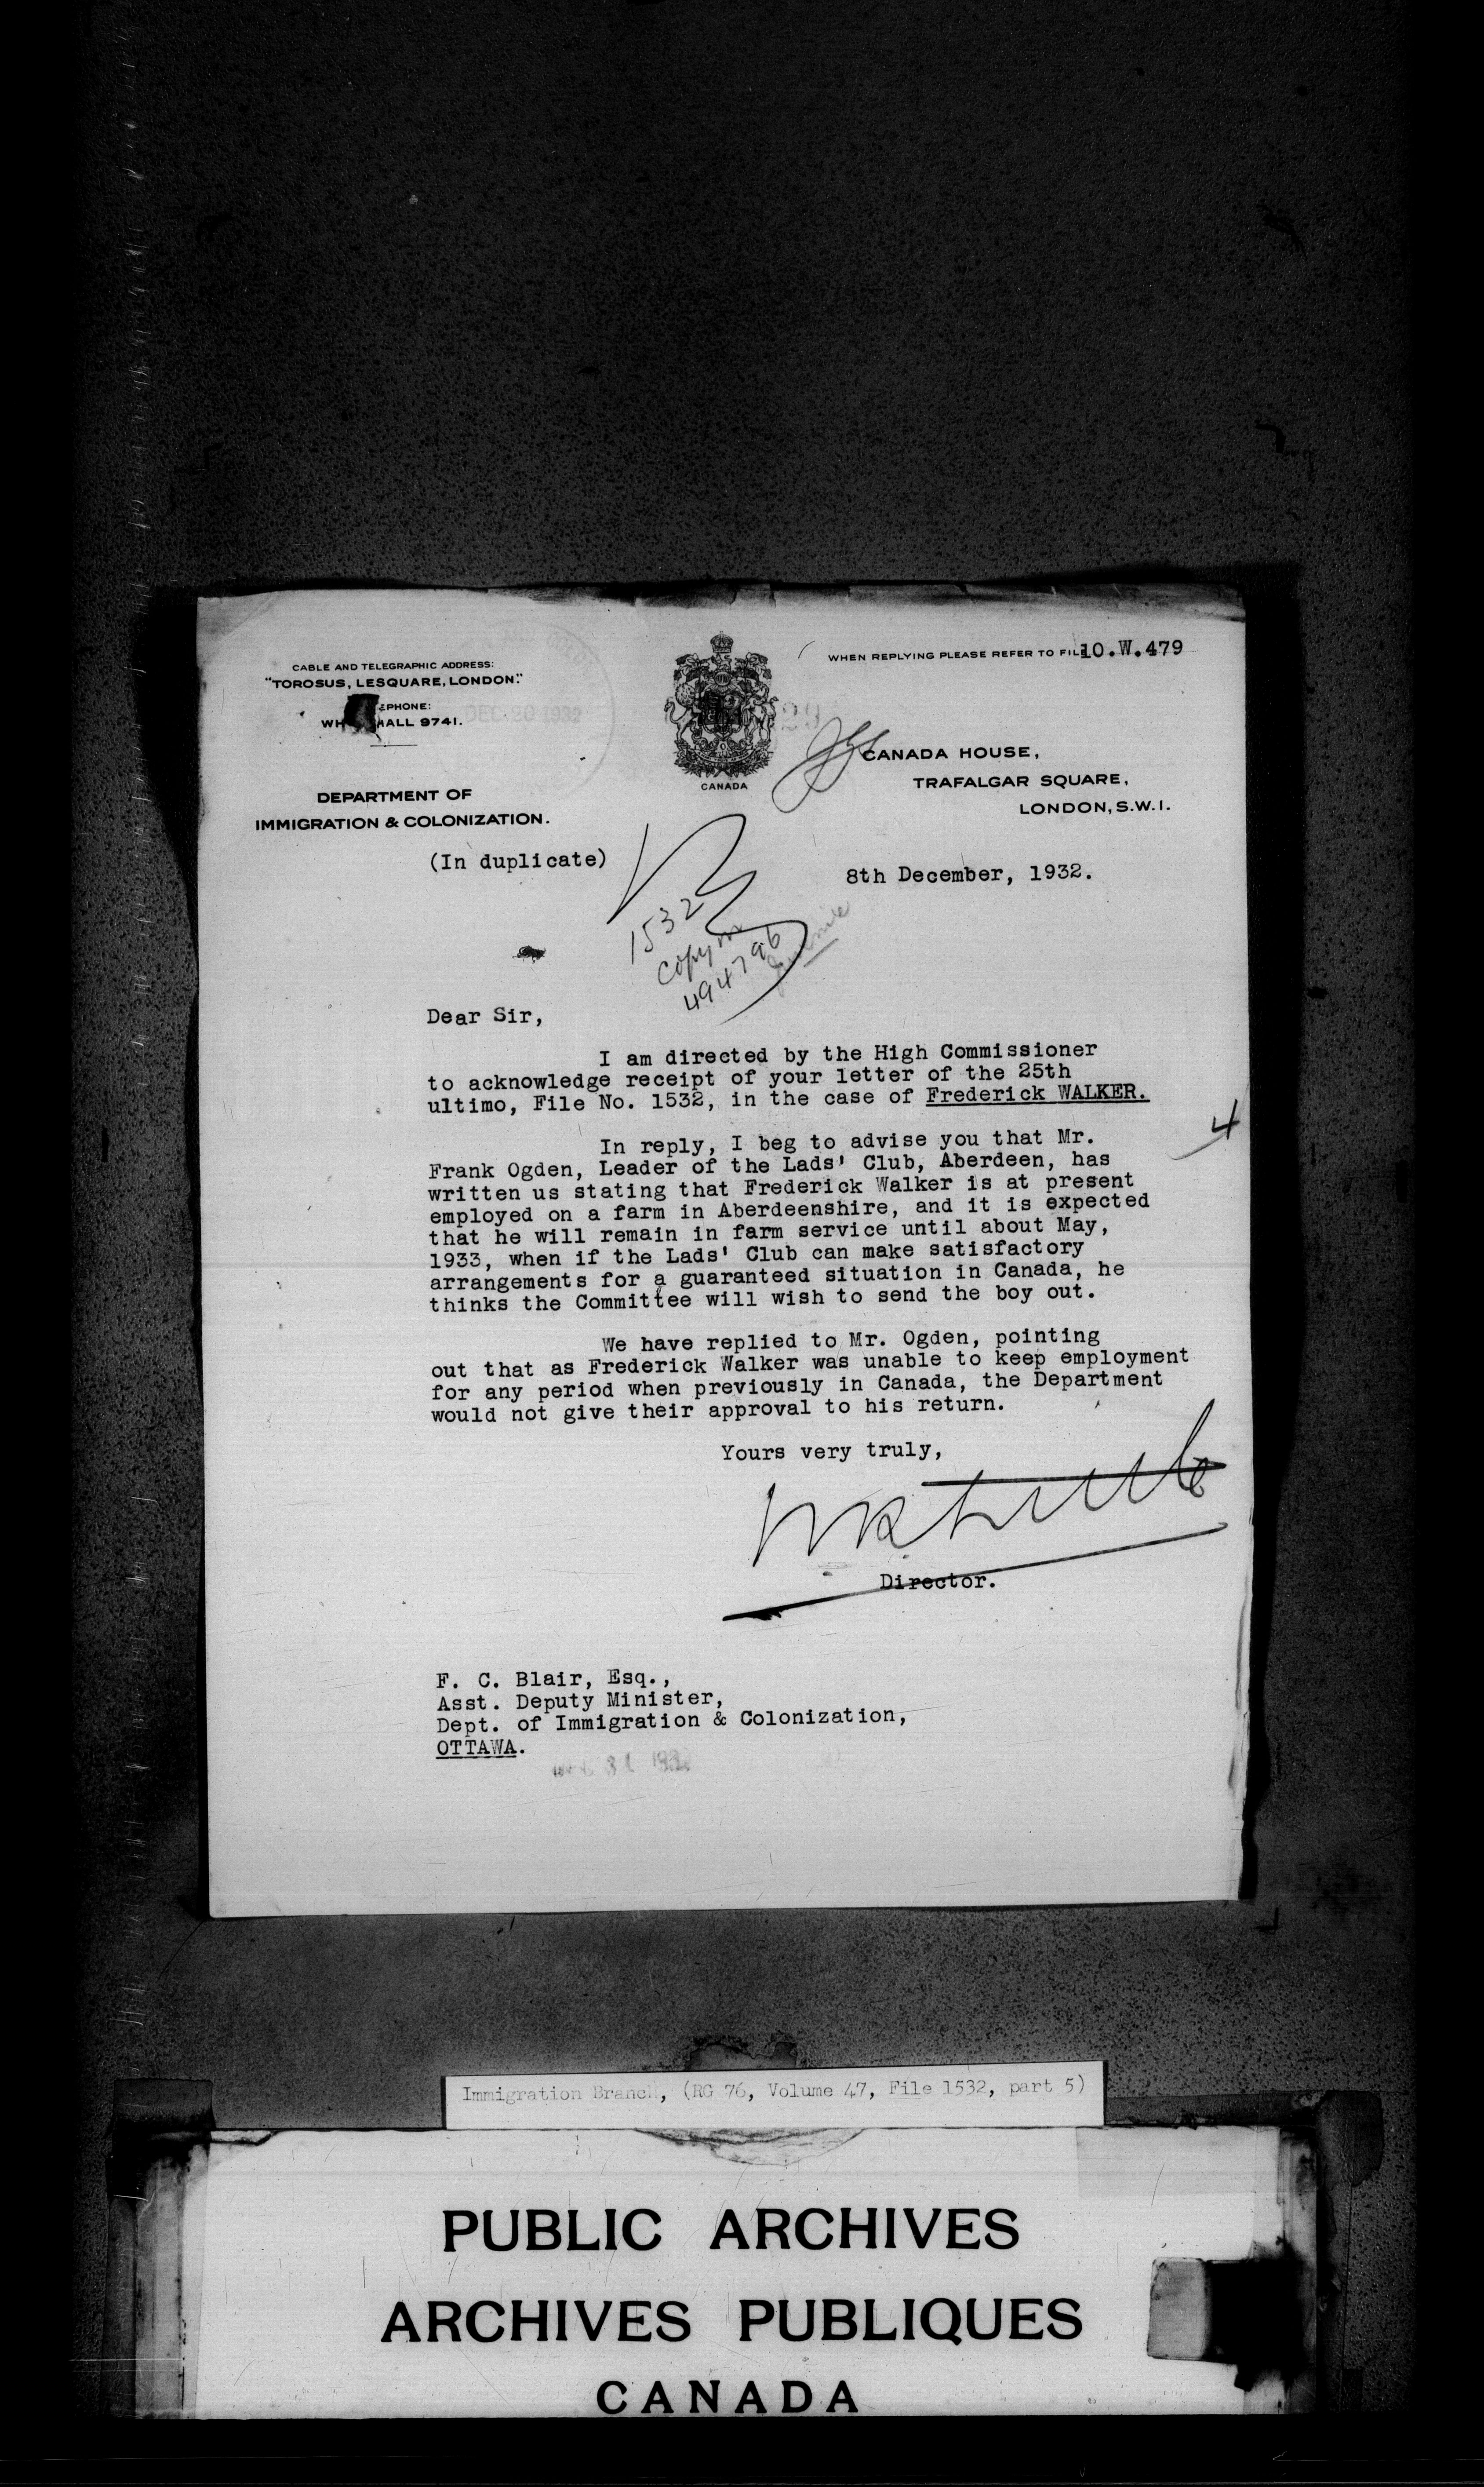 CABLE AND TELEGRAPHIC ADDRESS:
"TOROSUS, LESQUARE, LONDON."
EPHONE:
WH HALL 9741.
DEC 20 1932
CANADA
WHEN REPLYING PLEASE REFER TO FILE 10.W.479
CANADA HOUSE,
TRAFALGAR SQUARE,
LONDON, S.W.1.
DEPARTMENT OF
IMMIGRATION & COLONIZATION.
(In duplicate)
8th December, 1932.
1532
Copy on
494796
Juvenile
Dear Sir,
I am directed by the High Commissioner
to acknowledge receipt of your letter of the 25th
ultimo, File No. 1532, in the case of Frederick WALKER.
4
In reply, I beg to advise you that Mr.
Frank Ogden, Leader of the Lads' Club, Aberdeen, has
written us stating that Frederick Walker is at present
employed on a farm in Aberdeenshire, and it is expected
that he will remain in farm service until about May,
1933, when if the Lads' Club can make satisfactory
arrangements for a guaranteed situation in Canada, he
thinks the Committee will wish to send the boy out.
We have replied to Mr. Ogden, pointing
out that as Frederick Walker was unable to keep employment
for any period when previously in Canada, the Department
would not give their approval to his return.
Yours very truly,
Director.
F. C. Blair, Esq.,
Asst. Deputy Minister,
Dept. of Immigration & Colonization,
OTTAWA.
Immigration Branch, (RG 76, Volume 47, File 1532, part 5)
PUBLIC ARCHIVES
ARCHIVES PUBLIQUES
CANADA